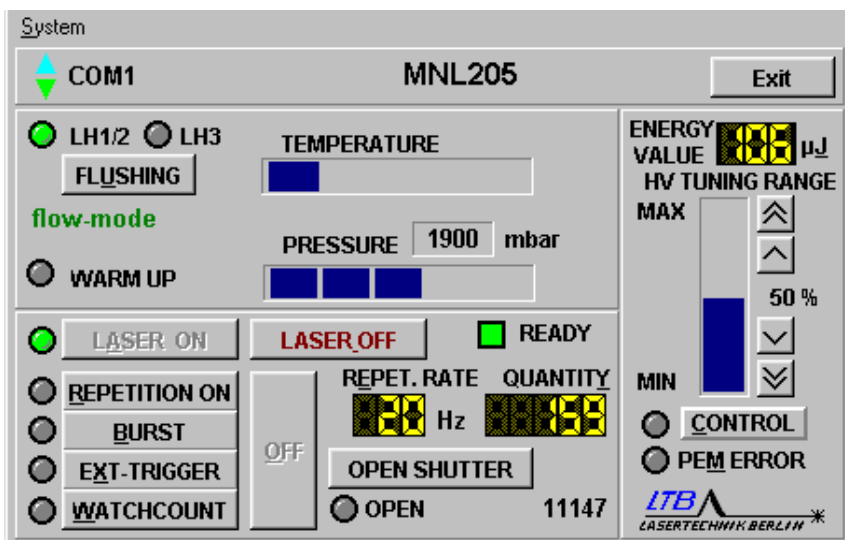 System
COM1 MNL205 Exit
LH1/2 LH3
FLUSHING
flow-mode
WARM UP
TEMPERATURE
PRESSURE 1900 mbar
ENERGY
VALUE µJ
HV TUNING RANGE
MAX
50 %
MIN
CONTROL
PEM ERROR
LTB
LASERTECHNIK BERLIN
LASER ON LASER OFF READY
REPETITION ON
BURST
EXT-TRIGGER
WATCHCOUNT
OFF
REPET. RATE QUANTITY
20 Hz 159
OPEN SHUTTER
OPEN 11147